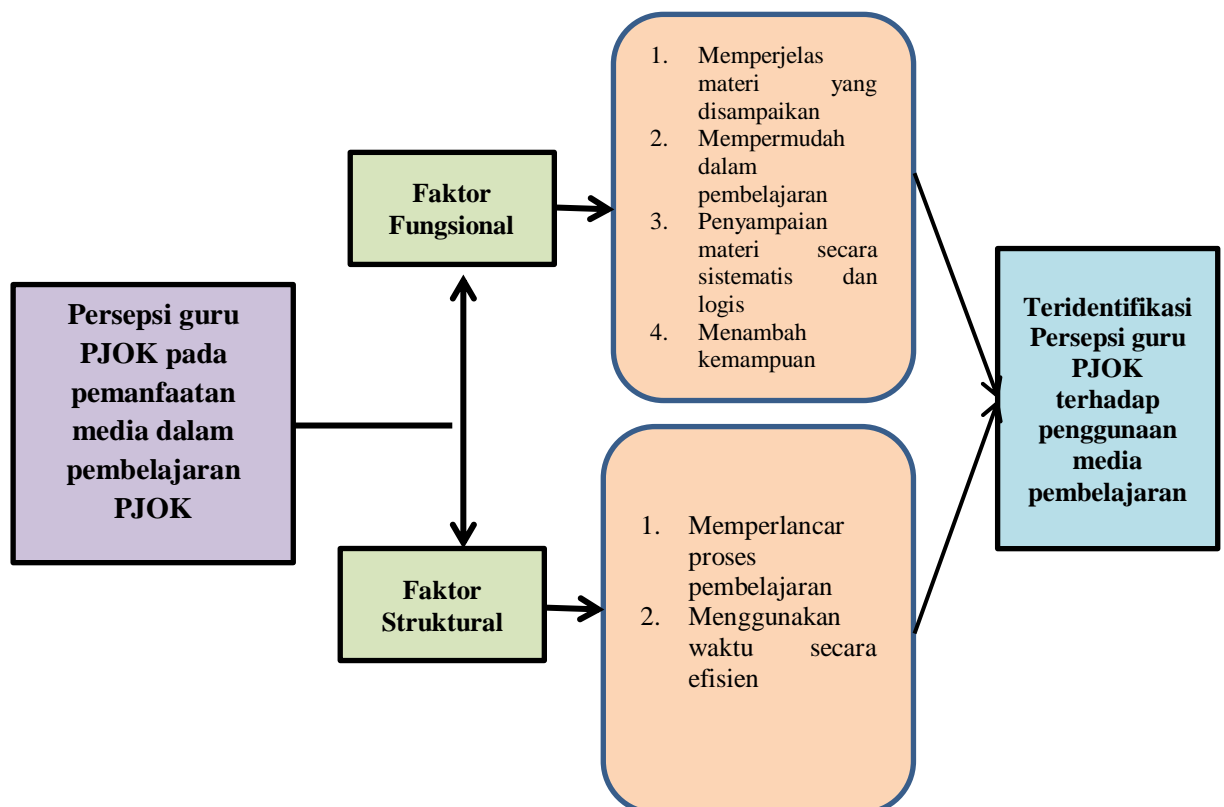 Persepsi guru
PJOK pada
pemanfaatan
media dalam
pembelajaran
PJOK
Faktor
Fungsional
1. Memperjelas
materi yang
disampaikan
2. Mempermudah
dalam
pembelajaran
3. Penyampaian
materi secara
sistematis dan
logis
4. Menambah
kemampuan
Faktor
Struktural
1. Memperlancar
proses
pembelajaran
2. Menggunakan
waktu secara
efisien
Teridentifikasi
Persepsi guru
PJOK
terhadap
penggunaan
media
pembelajaran